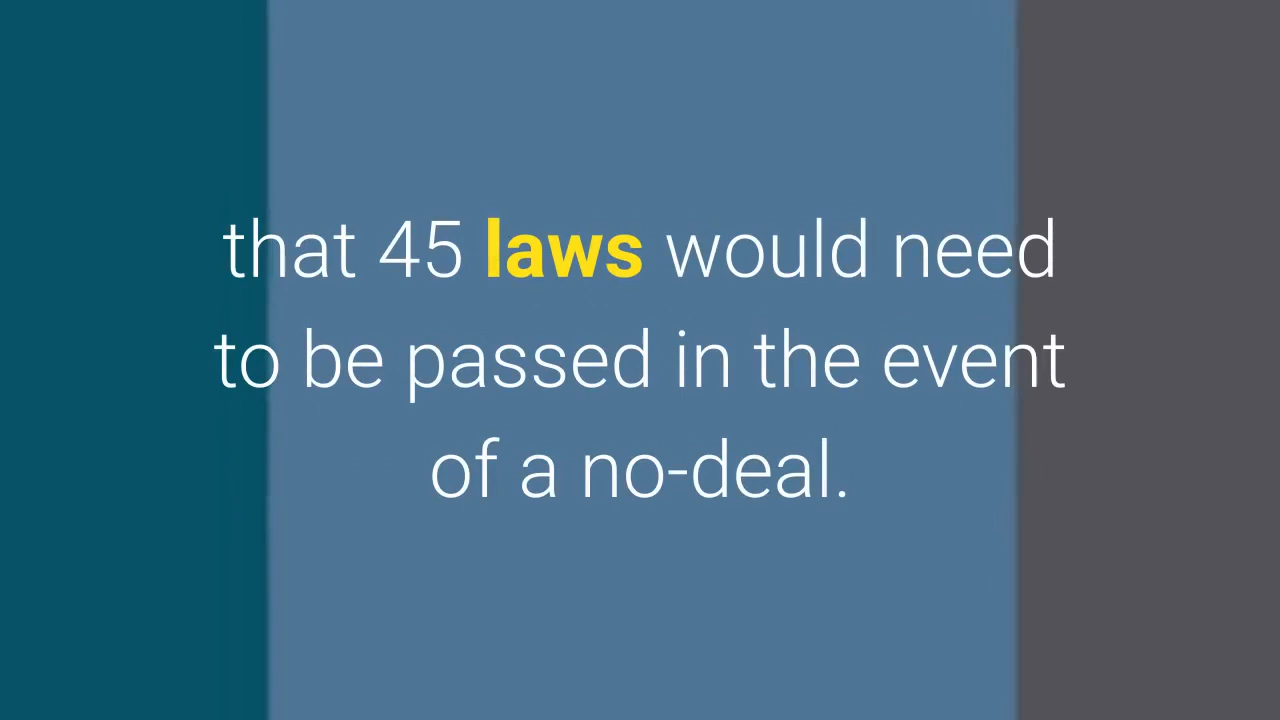 that 45 laws would need
to be passed in the event
of a no-deal.